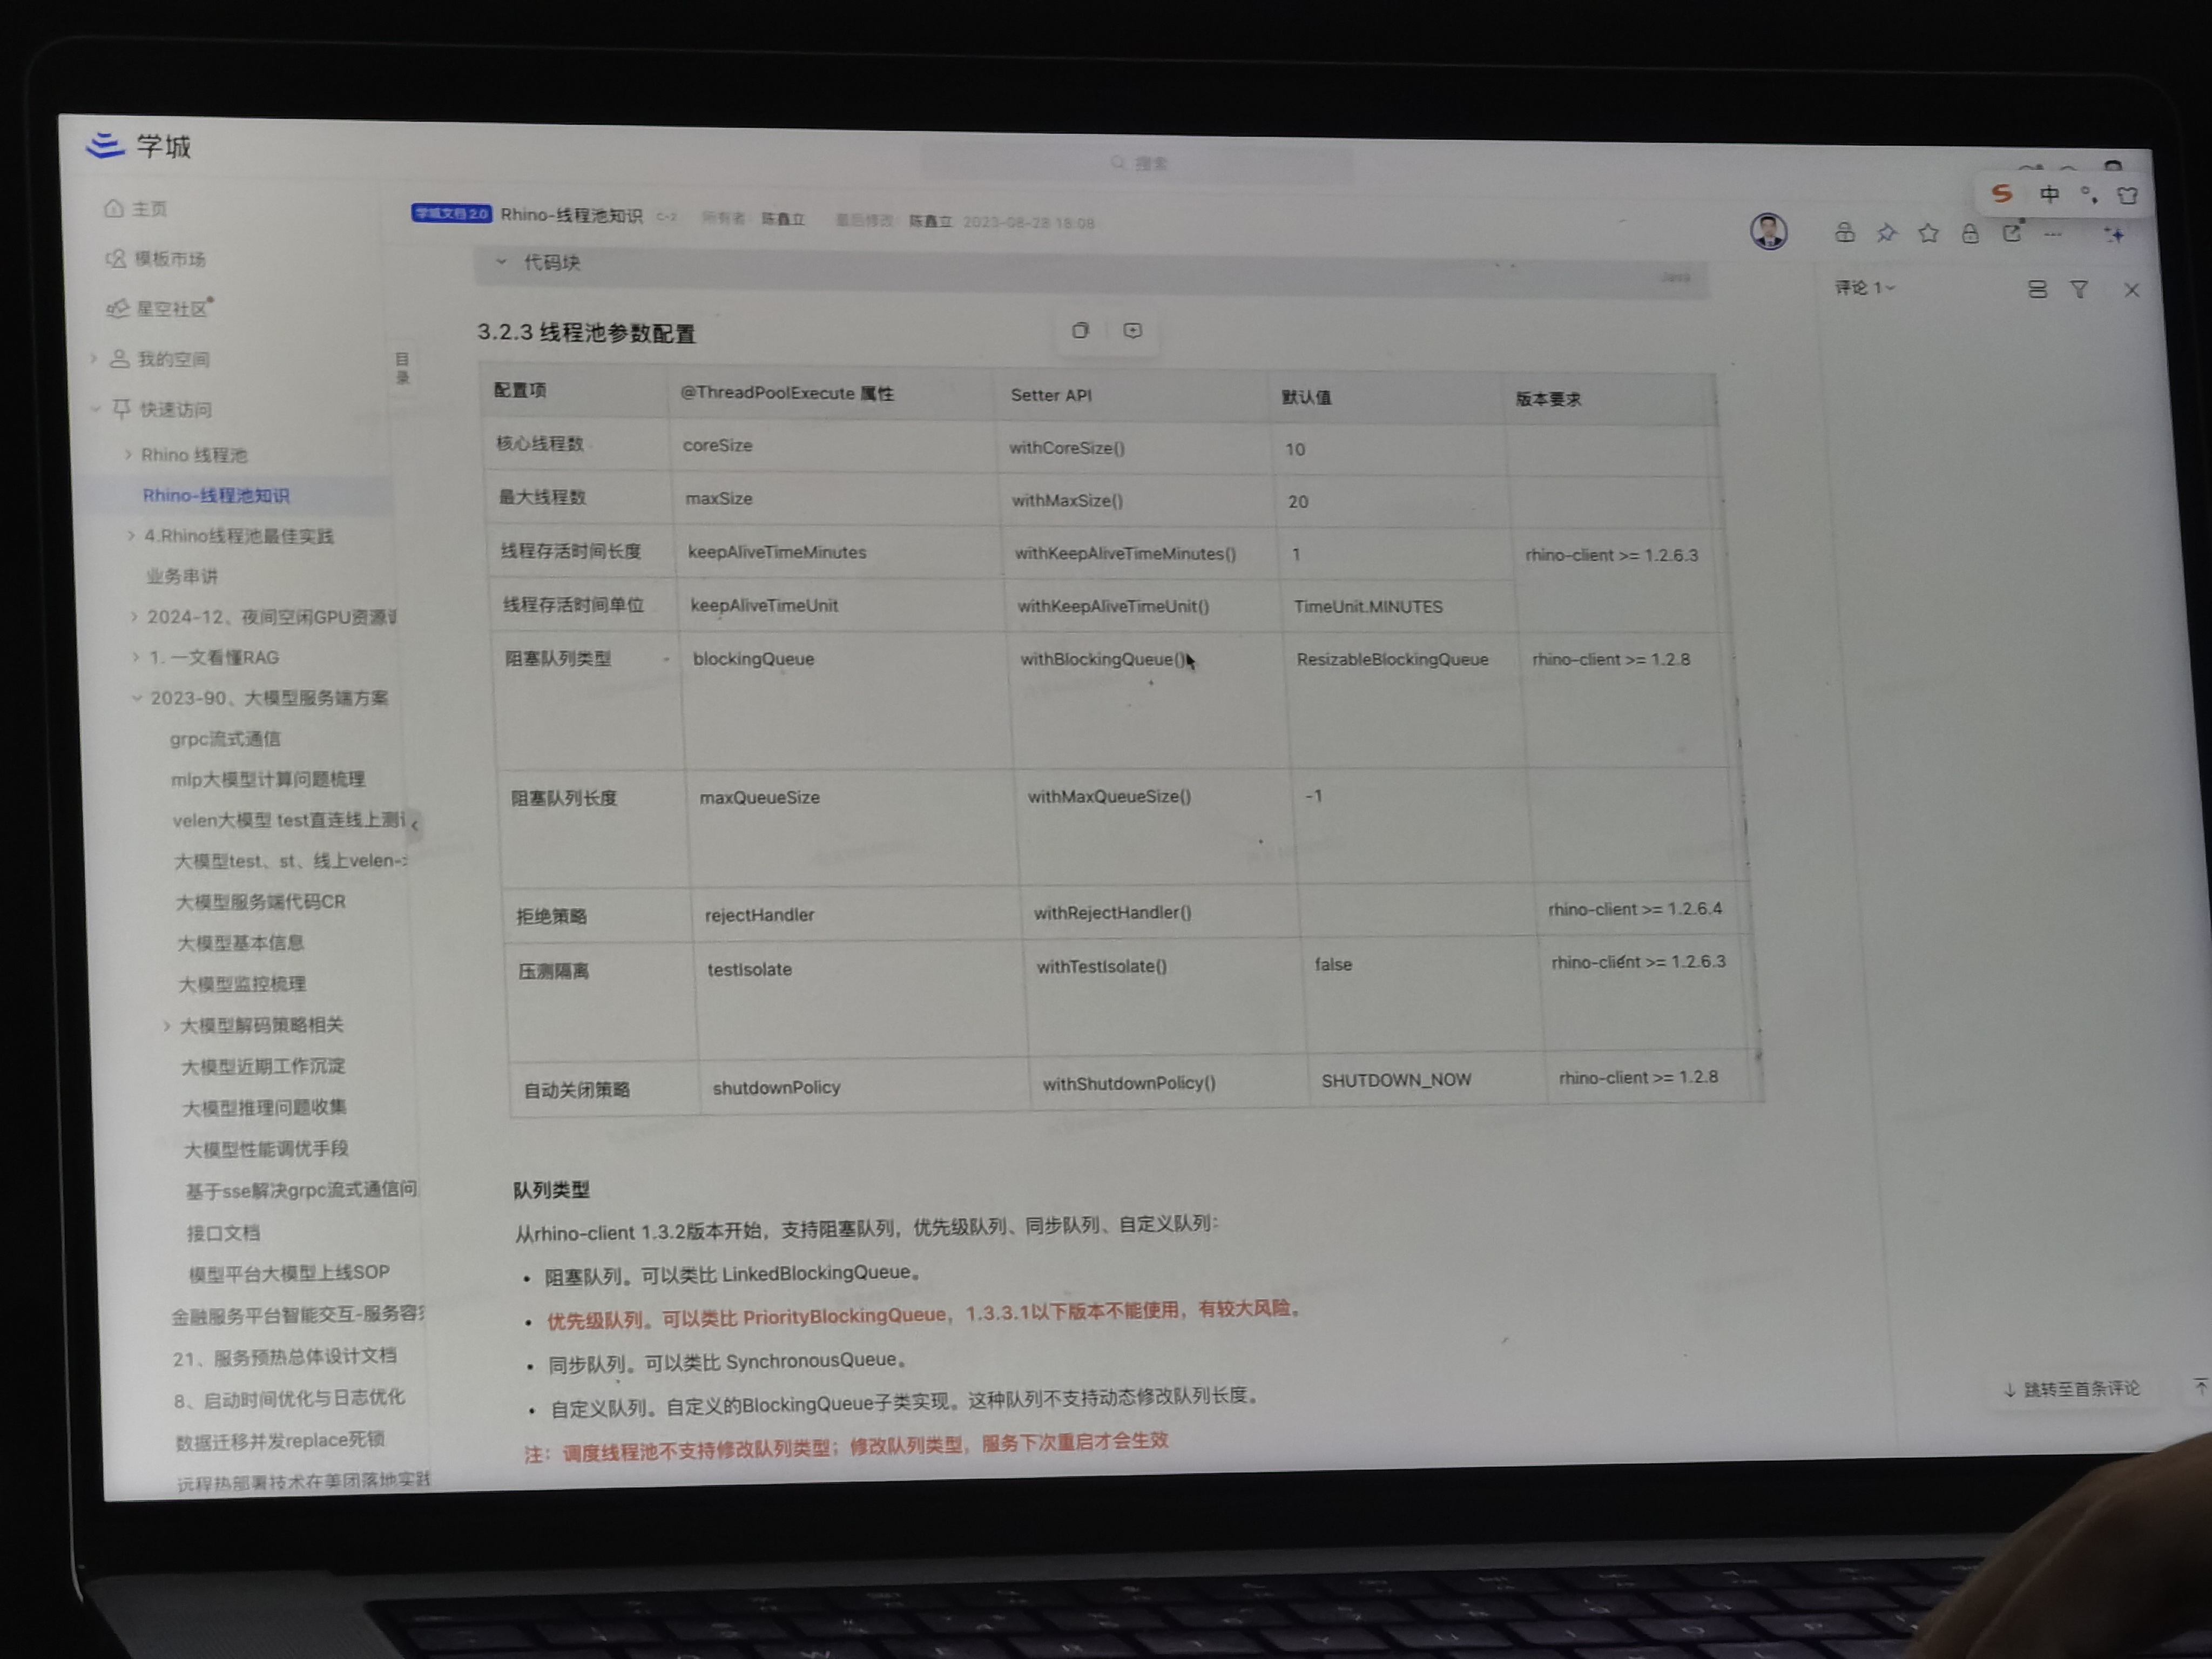 学城
搜索
中
主页
模板市场
星空社区
我的空间
快速访问
Rhino 线程池
Rhino-线程池知识
4.Rhino线程池最佳实践
业务串讲
2024-12、夜间空闲GPU资源
1. 一文看懂RAG
2023-90、大模型服务端方案
grpc流式通信
mlp大模型计算问题梳理
velen大模型 test直连线上测
大模型test、st、线上velen-
大模型服务端代码CR
大模型基本信息
大模型监控梳理
大模型解码策略相关
大模型近期工作沉淀
大模型推理问题收集
大模型性能调优手段
基于sse解决grpc流式通信问
接口文档
模型平台大模型上线SOP
金融服务平台智能交互-服务容
21、服务预热总体设计文档
8、启动时间优化与日志优化
数据迁移并发replace死锁
远程热部署技术在美团落地实践
目录
学城文档 2.0 Rhino-线程池知识 C-2 所有者 陈鑫立 最后修改: 陈鑫立 2023-08-28 18:08
代码块 Java
3.2.3 线程池参数配置
配置项 @ThreadPoolExecute 属性 Setter API 默认值 版本要求
核心线程数 coreSize withCoreSize() 10
最大线程数 maxSize withMaxSize() 20
线程存活时间长度 keepAliveTimeMinutes withKeepAliveTimeMinutes() 1 rhino-client >= 1.2.6.3
线程存活时间单位 keepAliveTimeUnit withKeepAliveTimeUnit() TimeUnit.MINUTES
阻塞队列类型 blockingQueue withBlockingQueue() ResizableBlockingQueue rhino-client >= 1.2.8
阻塞队列长度 maxQueueSize withMaxQueueSize() -1
拒绝策略 rejectHandler withRejectHandler() rhino-client >= 1.2.6.4
压测隔离 testIsolate withTestIsolate() false rhino-client >= 1.2.6.3
自动关闭策略 shutdownPolicy withShutdownPolicy() SHUTDOWN_NOW rhino-client >= 1.2.8
队列类型
从rhino-client 1.3.2版本开始，支持阻塞队列，优先级队列、同步队列、自定义队列：
• 阻塞队列。可以类比 LinkedBlockingQueue。
• 优先级队列。可以类比 PriorityBlockingQueue，1.3.3.1以下版本不能使用，有较大风险。
• 同步队列。可以类比 SynchronousQueue。
• 自定义队列。自定义的BlockingQueue子类实现。这种队列不支持动态修改队列长度。
注：调度线程池不支持修改队列类型；修改队列类型，服务下次重启才会生效
评论 1
跳转至首条评论